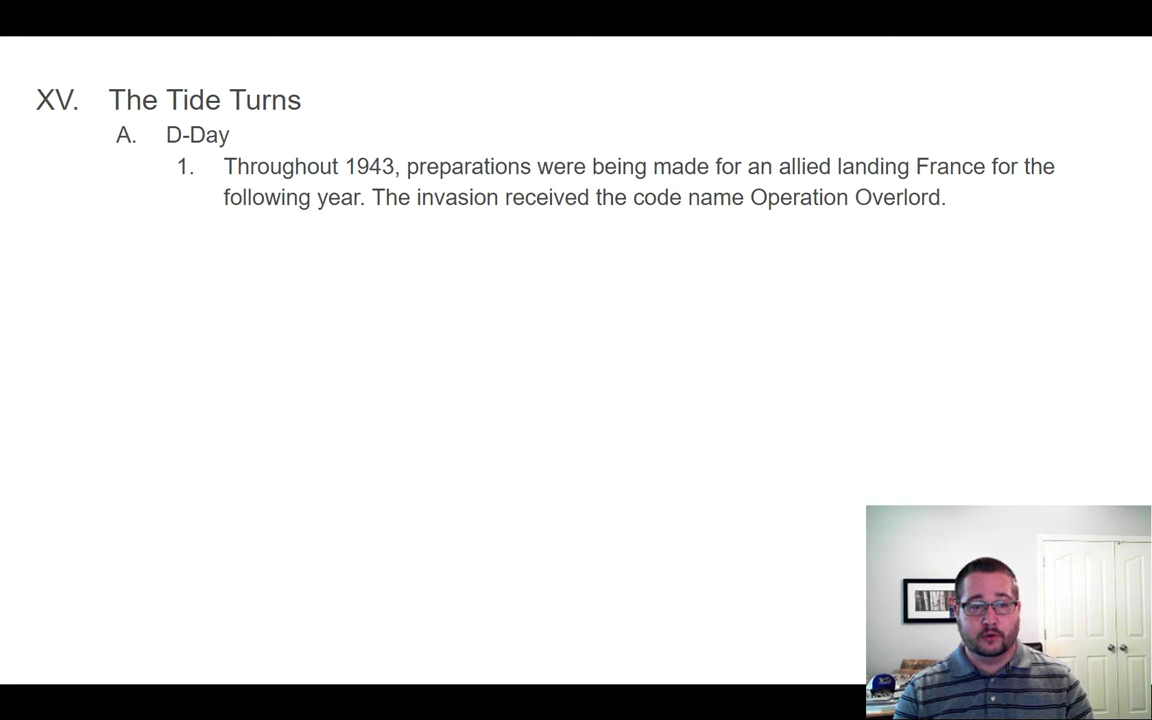 XV. The Tide Turns
A. D-Day
1. Throughout 1943, preparations were being made for an allied landing France for the
following year. The invasion received the code name Operation Overlord.